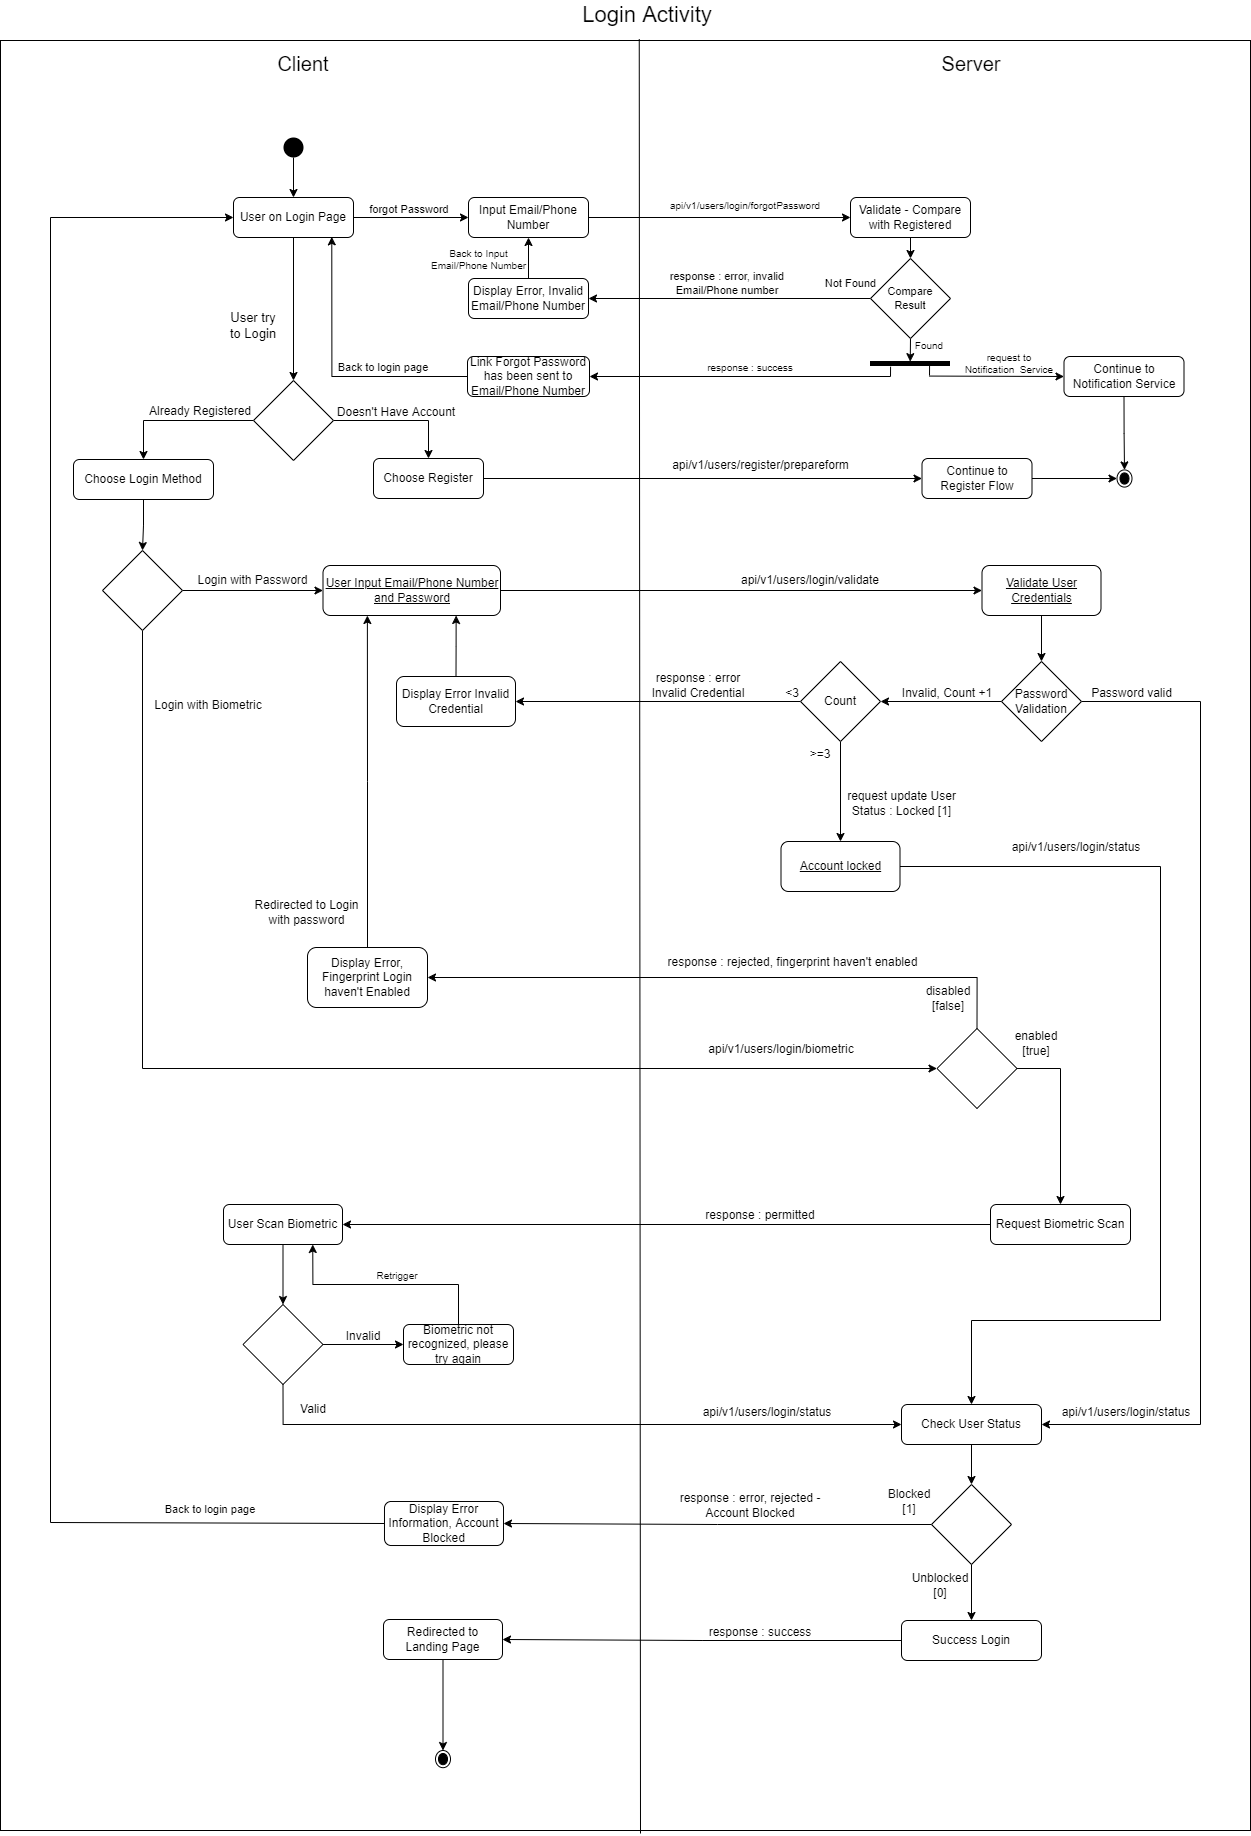 Login Activity
Client
Server
User on Login Page
forgot Password
Input Email/Phone
Number
api/v1/users/login/forgotPassword
Validate - Compare
with Registered
Back to Input
Email/Phone Number
Display Error, Invalid
Email/Phone Number
response : error, invalid
Email/Phone number
Not Found
Compare
Result
User try
to Login
Found
Back to login page
Link Forgot Password
has been sent to
Email/Phone Number
response : success
request to
Notification Service
Continue to
Notification Service
Already Registered
Doesn't Have Account
Choose Login Method
Choose Register
api/v1/users/register/prepareform
Continue to
Register Flow
Login with Password
User Input Email/Phone Number
and Password
api/v1/users/login/validate
Validate User
Credentials
Login with Biometric
Display Error Invalid
Credential
response : error
Invalid Credential
<3
Count
Invalid, Count +1
Password
Validation
Password valid
>=3
request update User
Status : Locked [1]
Account locked
api/v1/users/login/status
Redirected to Login
with password
Display Error,
Fingerprint Login
haven't Enabled
response : rejected, fingerprint haven't enabled
disabled
[false]
enabled
[true]
api/v1/users/login/biometric
User Scan Biometric
response : permitted
Request Biometric Scan
Retrigger
Invalid
Biometric not
recognized, please
try again
Valid
api/v1/users/login/status
Check User Status
api/v1/users/login/status
Back to login page
Display Error
Information, Account
Blocked
response : error, rejected -
Account Blocked
Blocked
[1]
Unblocked
[0]
Redirected to
Landing Page
response : success
Success Login